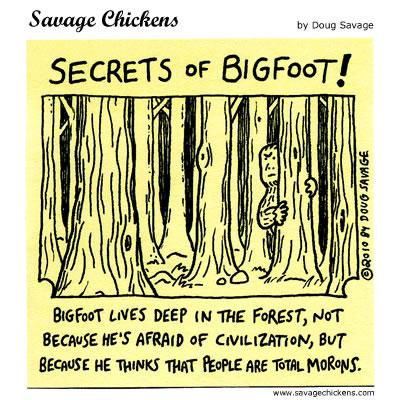 Savage Chickens
by Doug Savage
SECRETS OF BIGFOOT!
©2010 BY DOUG SAVAGE
BIGFOOT LIVES DEEP IN THE FOREST, NOT
BECAUSE HE'S AFRAID OF CIVILIZATION, BUT
BECAUSE HE THINKS THAT PEOPLE ARE TOTAL MORONS.
www.savagechickens.com